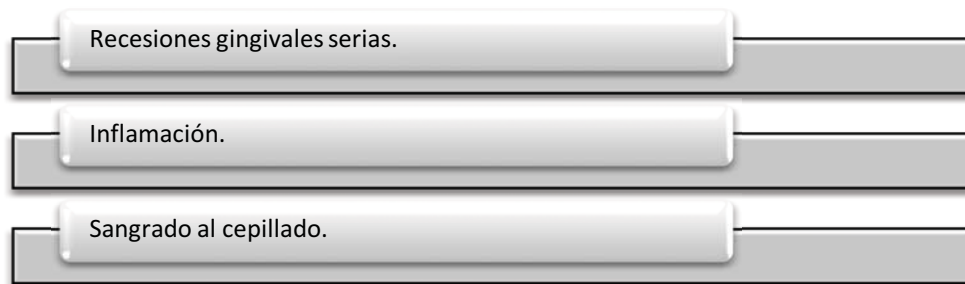 Recesiones gingivales serias.
Inflamación.
Sangrado al cepillado.